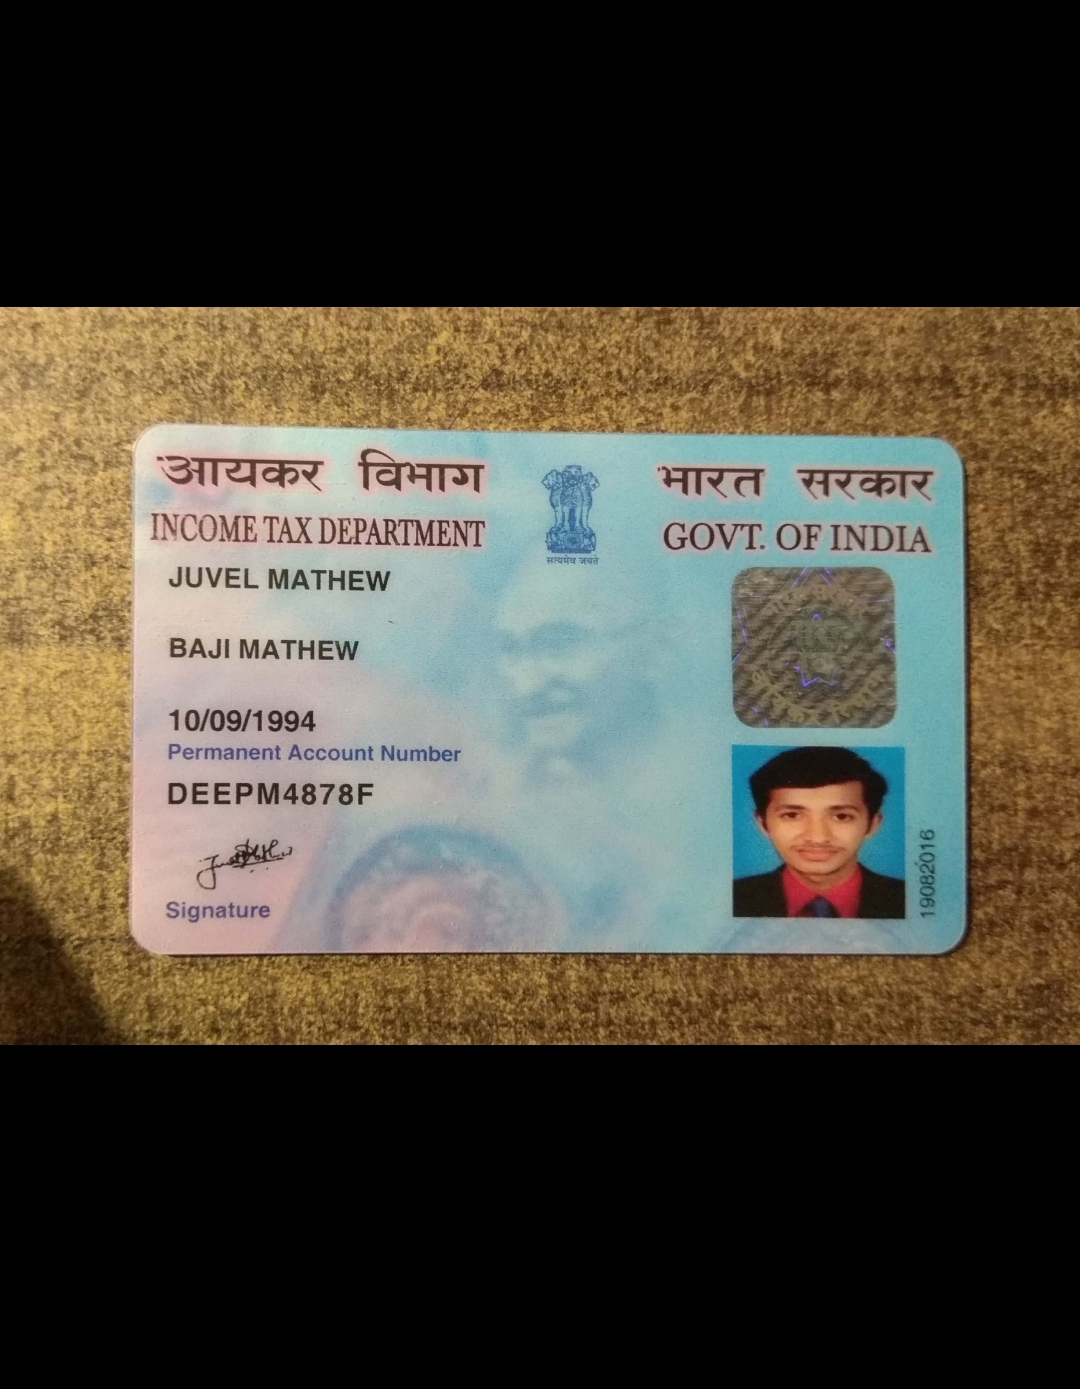 आयकर विभाग
INCOME TAX DEPARTMENT
सत्यमेव जयते
भारत सरकार
GOVT. OF INDIA
JUVEL MATHEW
BAJI MATHEW
10/09/1994
Permanent Account Number
DEEPM4878F
Signature
19082016